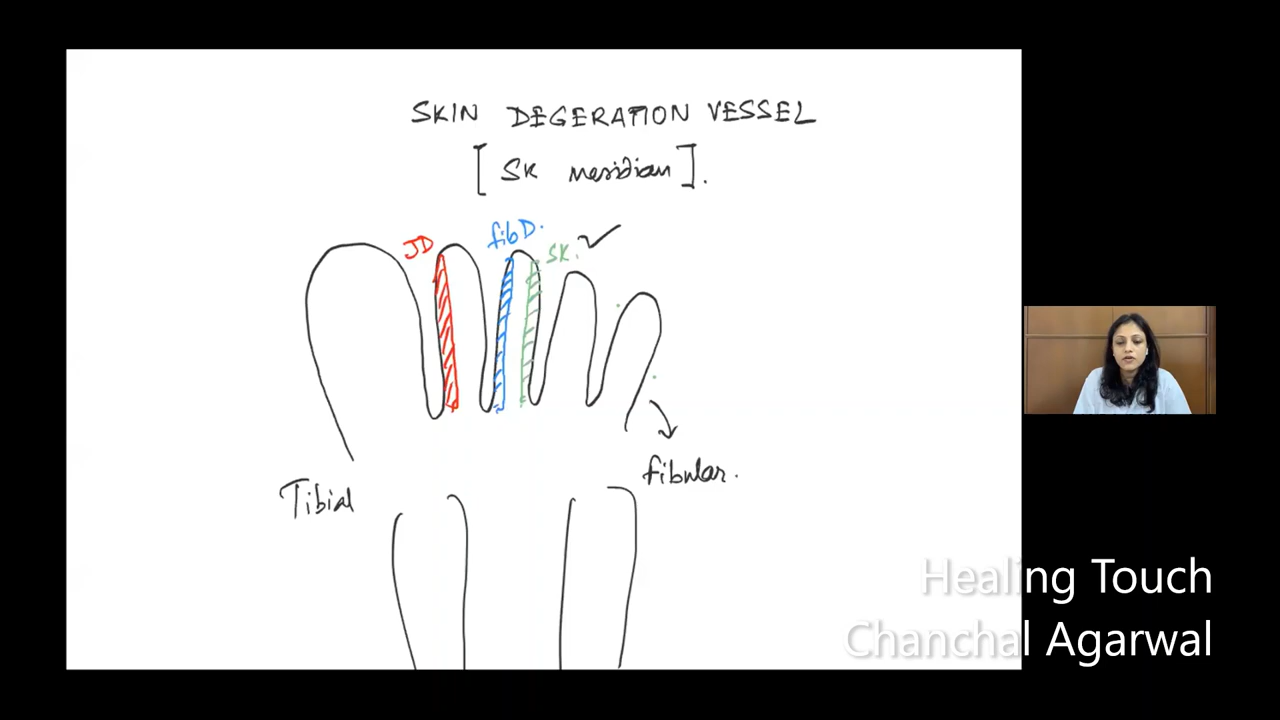 SKIN DEGERATION VESSEL
[ SK meridian ].
JD
fibD.
SK.
Tibial
fibular.
Healing Touch
Chanchal Agarwal